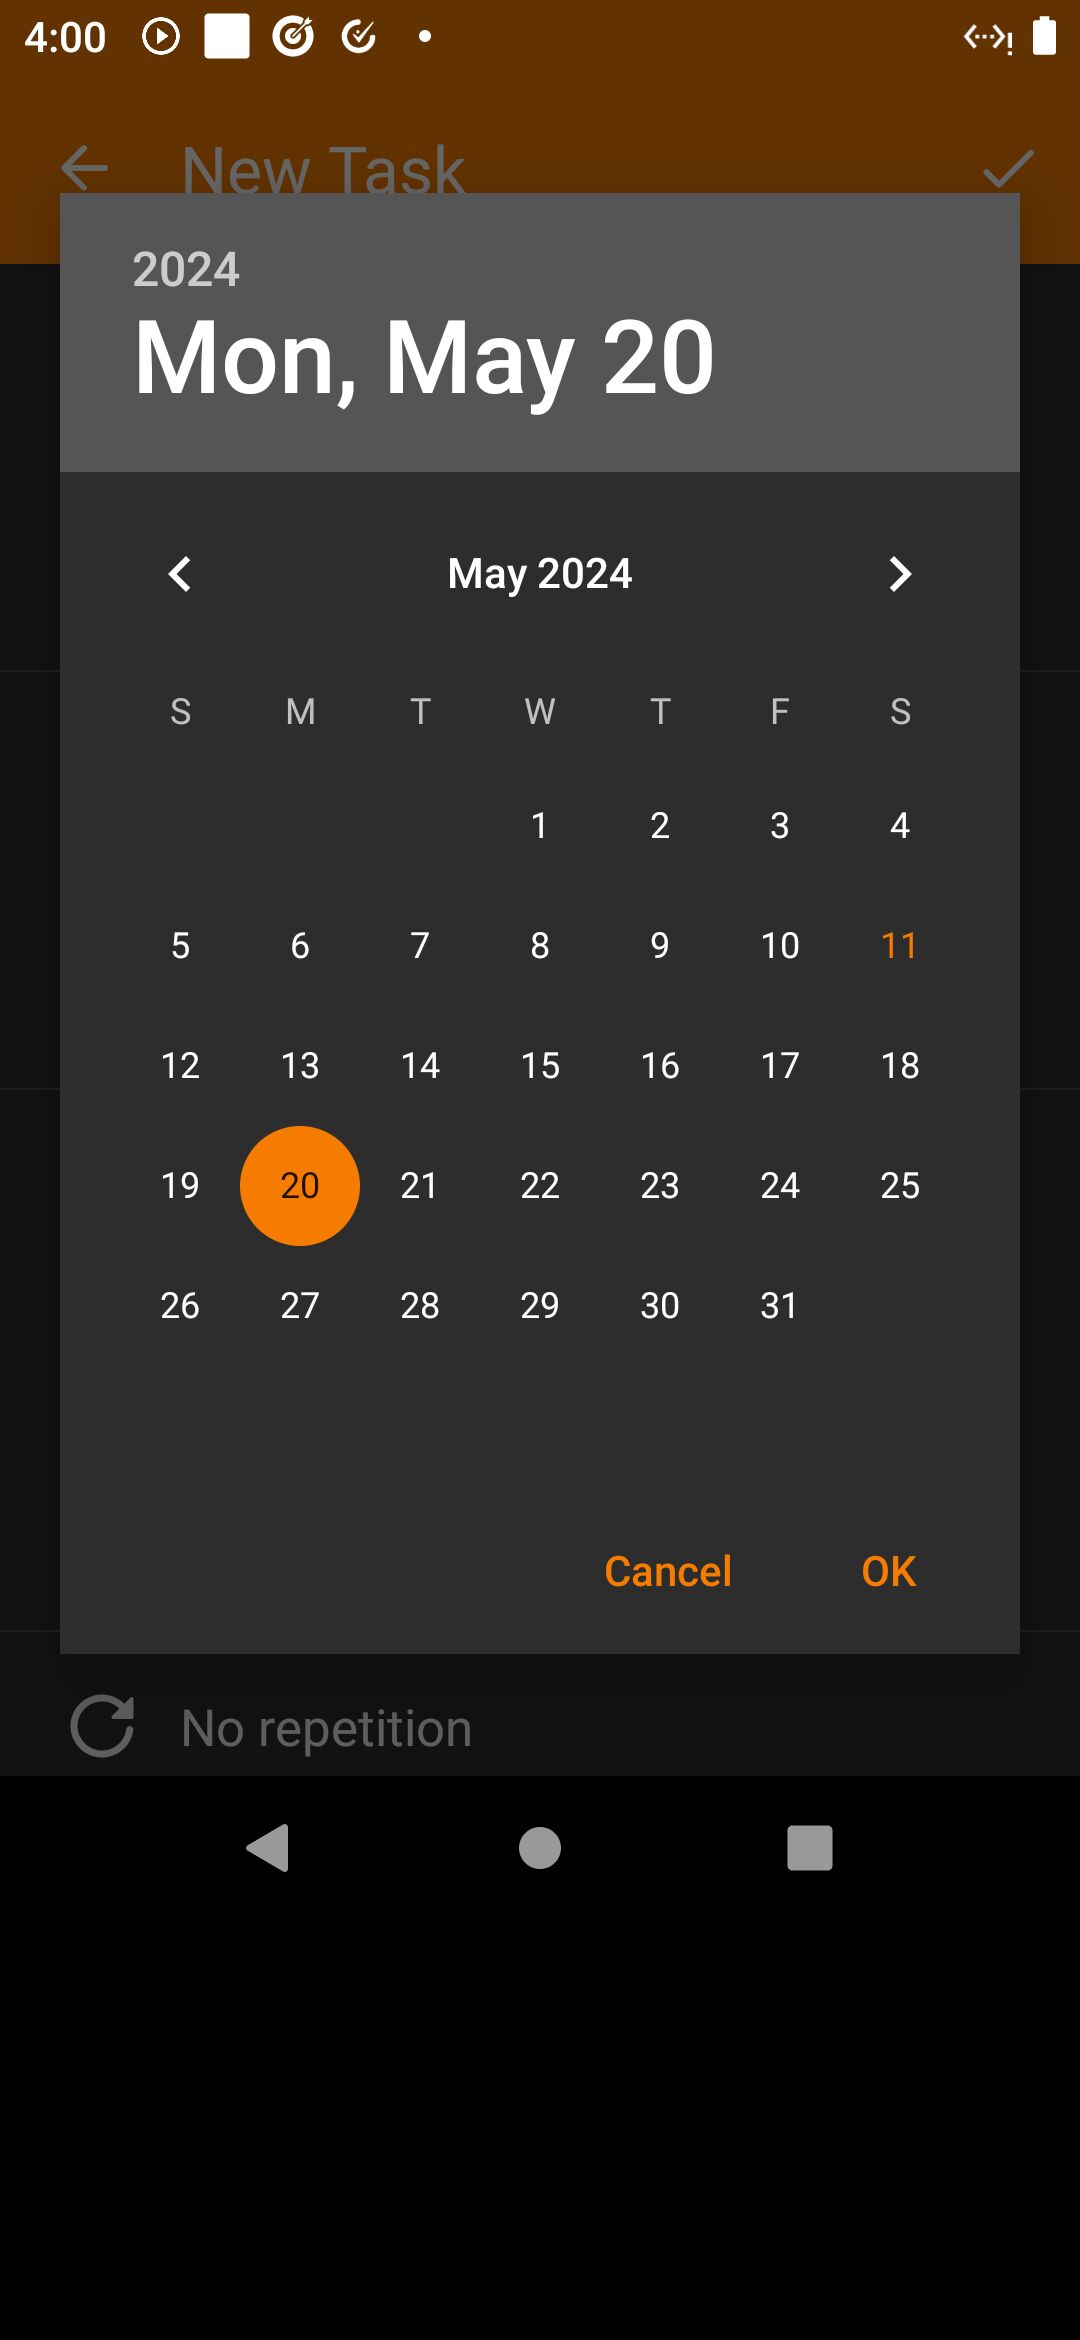 4:00
New Task
2024
Mon, May 20
May 2024
S M T W T F S
1 2 3 4
5 6 7 8 9 10 11
12 13 14 15 16 17 18
19 20 21 22 23 24 25
26 27 28 29 30 31
Cancel OK
No repetition